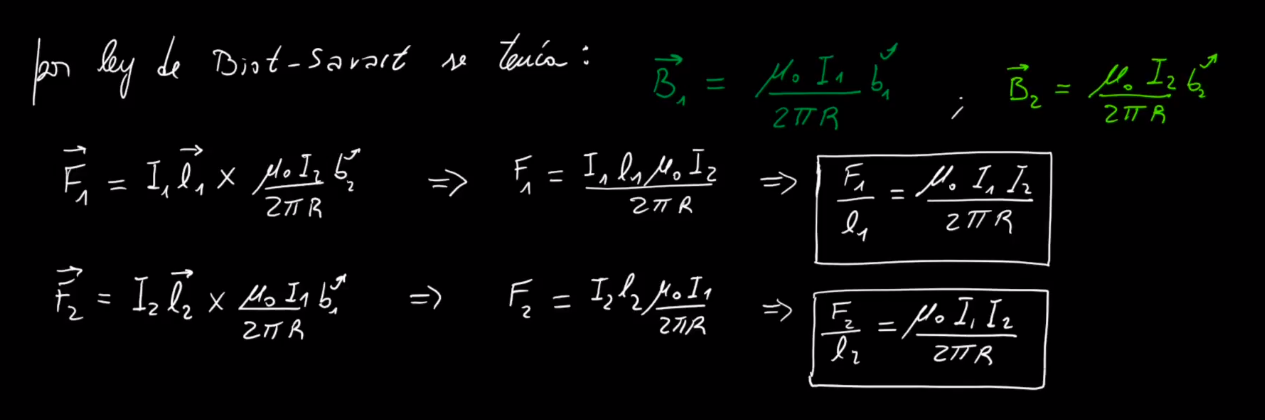 por ley de Biot-Savart se tenía: $\vec{B}_1 = \frac{\mu_0 I_1}{2\pi R} \vec{b}_1$ ; $\vec{B}_2 = \frac{\mu_0 I_2}{2\pi R} \vec{b}_2$
$\vec{F}_1 = I_1 \vec{l}_1 \times \frac{\mu_0 I_2}{2\pi R} \vec{b}_2 \Rightarrow F_1 = \frac{I_1 l_1 \mu_0 I_2}{2\pi R} \Rightarrow \frac{F_1}{l_1} = \frac{\mu_0 I_1 I_2}{2\pi R}$
$\vec{F}_2 = I_2 \vec{l}_2 \times \frac{\mu_0 I_1}{2\pi R} \vec{b}_1 \Rightarrow F_2 = I_2 l_2 \frac{\mu_0 I_1}{2\pi R} \Rightarrow \frac{F_2}{l_2} = \frac{\mu_0 I_1 I_2}{2\pi R}$